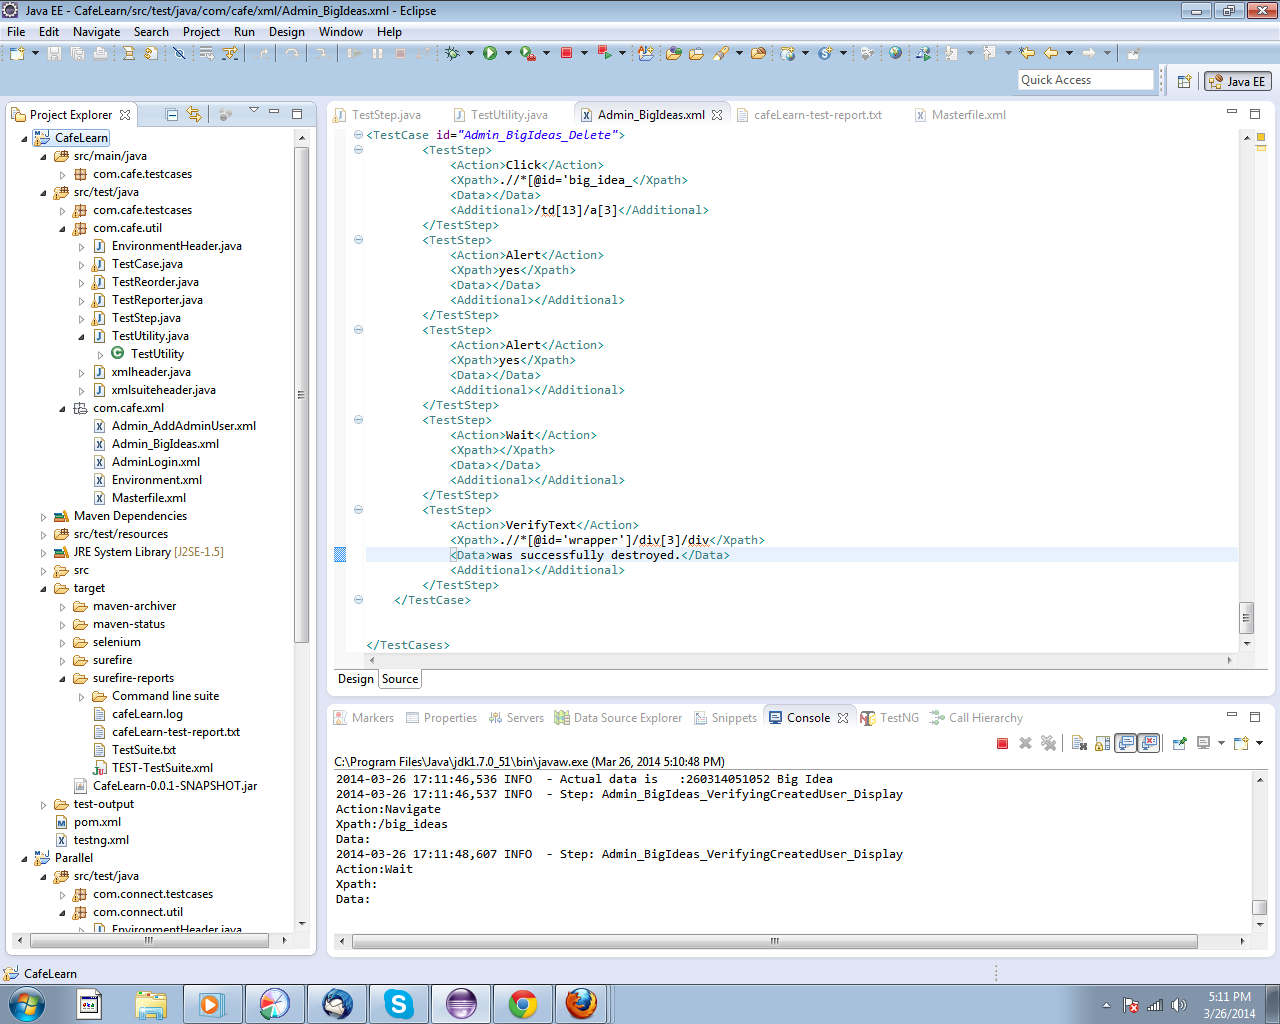 Java EE - CafeLearn/src/test/java/com/cafe/xml/Admin_BigIdeas.xml - Eclipse
File Edit Navigate Search Project Run Design Window Help
Quick Access
Java EE
Project Explorer
CafeLearn
src/main/java
com.cafe.testcases
src/test/java
com.cafe.testcases
com.cafe.util
EnvironmentHeader.java
TestCase.java
TestReorder.java
TestReporter.java
TestStep.java
TestUtility.java
TestUtility
xmlheader.java
xmlsuiteheader.java
com.cafe.xml
Admin_AddAdminUser.xml
Admin_BigIdeas.xml
AdminLogin.xml
Environment.xml
Masterfile.xml
Maven Dependencies
src/test/resources
JRE System Library [J2SE-1.5]
src
target
maven-archiver
maven-status
selenium
surefire
surefire-reports
Command line suite
cafeLearn.log
cafeLearn-test-report.txt
TestSuite.txt
TEST-TestSuite.xml
CafeLearn-0.0.1-SNAPSHOT.jar
test-output
pom.xml
testng.xml
Parallel
src/test/java
com.connect.testcases
com.connect.util
EnvironmentHeader.java
TestStep.java TestUtility.java Admin_BigIdeas.xml cafeLearn-test-report.txt Masterfile.xml
<TestCase id="Admin_BigIdeas_Delete">
<TestStep>
<Action>Click</Action>
<Xpath>.//*[@id='big_idea_</Xpath>
<Data></Data>
<Additional>/td[13]/a[3]</Additional>
</TestStep>
<TestStep>
<Action>Alert</Action>
<Xpath>yes</Xpath>
<Data></Data>
<Additional></Additional>
</TestStep>
<TestStep>
<Action>Alert</Action>
<Xpath>yes</Xpath>
<Data></Data>
<Additional></Additional>
</TestStep>
<TestStep>
<Action>Wait</Action>
<Xpath></Xpath>
<Data></Data>
<Additional></Additional>
</TestStep>
<TestStep>
<Action>VerifyText</Action>
<Xpath>.//*[@id='wrapper']/div[3]/div</Xpath>
<Data>was successfully destroyed.</Data>
<Additional></Additional>
</TestStep>
</TestCase>
</TestCases>
Design Source
Markers Properties Servers Data Source Explorer Snippets Console TestNG Call Hierarchy
C:\Program Files\Java\jdk1.7.0_51\bin\javaw.exe (Mar 26, 2014 5:10:48 PM)
2014-03-26 17:11:46,536 INFO - Actual data is :260314051052 Big Idea
2014-03-26 17:11:46,537 INFO - Step: Admin_BigIdeas_VerifyingCreatedUser_Display
Action:Navigate
Xpath:/big_ideas
Data:
2014-03-26 17:11:48,607 INFO - Step: Admin_BigIdeas_VerifyingCreatedUser_Display
Action:Wait
Xpath:
Data:
CafeLearn
5:11 PM
3/26/2014